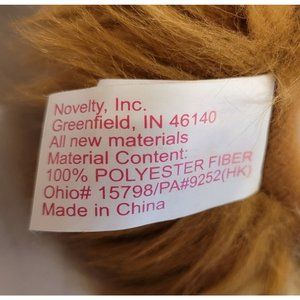 Novelty, Inc.
Greenfield, IN 46140
All new materials
Material Content:
100% POLYESTER FIBER
Ohio# 15798/PA#9252(HK)
Made in China